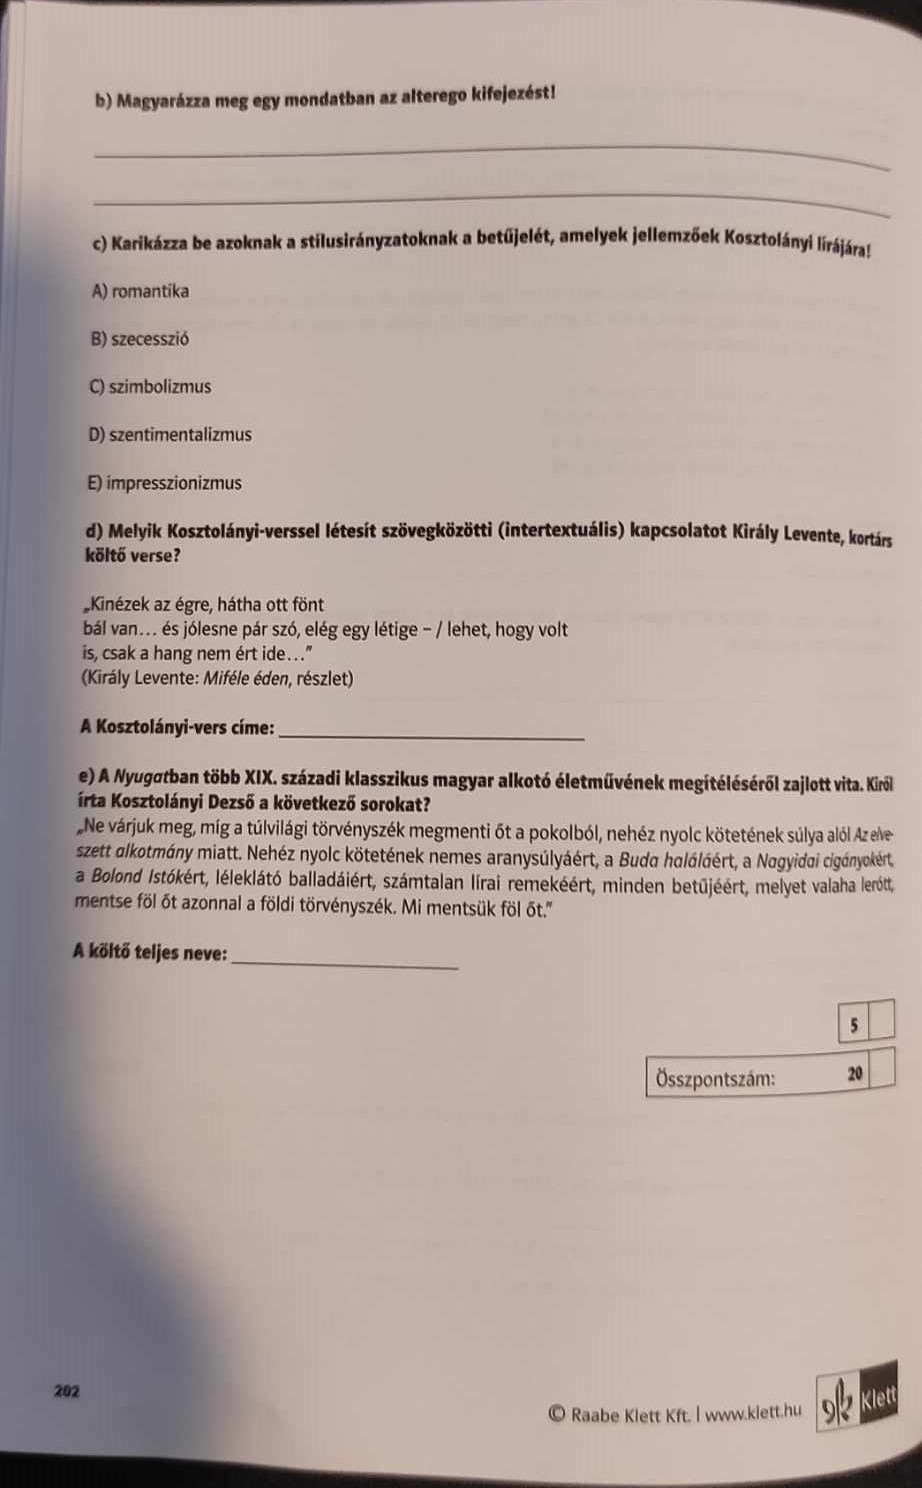 b) Magyarázza meg egy mondatban az alterego kifejezést!
c) Karikázza be azoknak a stílusirányzatoknak a betűjelét, amelyek jellemzőek Kosztolányi lírájára!
A) romantika
B) szecesszió
C) szimbolizmus
D) szentimentalizmus
E) impresszionizmus
d) Melyik Kosztolányi-verssel létesít szövegközötti (intertextuális) kapcsolatot Király Levente, kortárs
költő verse?
„Kinézek az égre, hátha ott fönt
bál van… és jólesne pár szó, elég egy létige – / lehet, hogy volt
is, csak a hang nem ért ide…”
(Király Levente: Miféle éden, részlet)
A Kosztolányi-vers címe:
e) A Nyugatban több XIX. századi klasszikus magyar alkotó életművének megítéléséről zajlott vita. Kiről
írta Kosztolányi Dezső a következő sorokat?
„Ne várjuk meg, míg a túlvilági törvényszék megmenti őt a pokolból, nehéz nyolc kötetének súlya alól Az elve-
szett alkotmány miatt. Nehéz nyolc kötetének nemes aranysúlyáért, a Buda haláláért, a Nagyidai cigányokért,
a Bolond Istókért, léleklátó balladáiért, számtalan lírai remekéért, minden betűjéért, melyet valaha lerótt,
mentse föl őt azonnal a földi törvényszék. Mi mentsük föl őt.”
A költő teljes neve:
5
Összpontszám: 20
202
© Raabe Klett Kft. | www.klett.hu
Klett